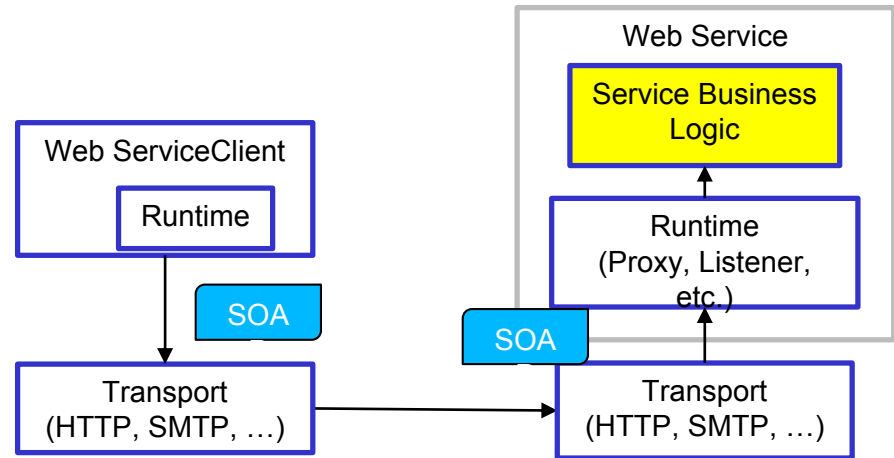 Web Service
Service Business
Logic
Web ServiceClient
Runtime
Runtime
(Proxy, Listener,
etc.)
SOA
SOA
Transport
(HTTP, SMTP, …)
Transport
(HTTP, SMTP, …)